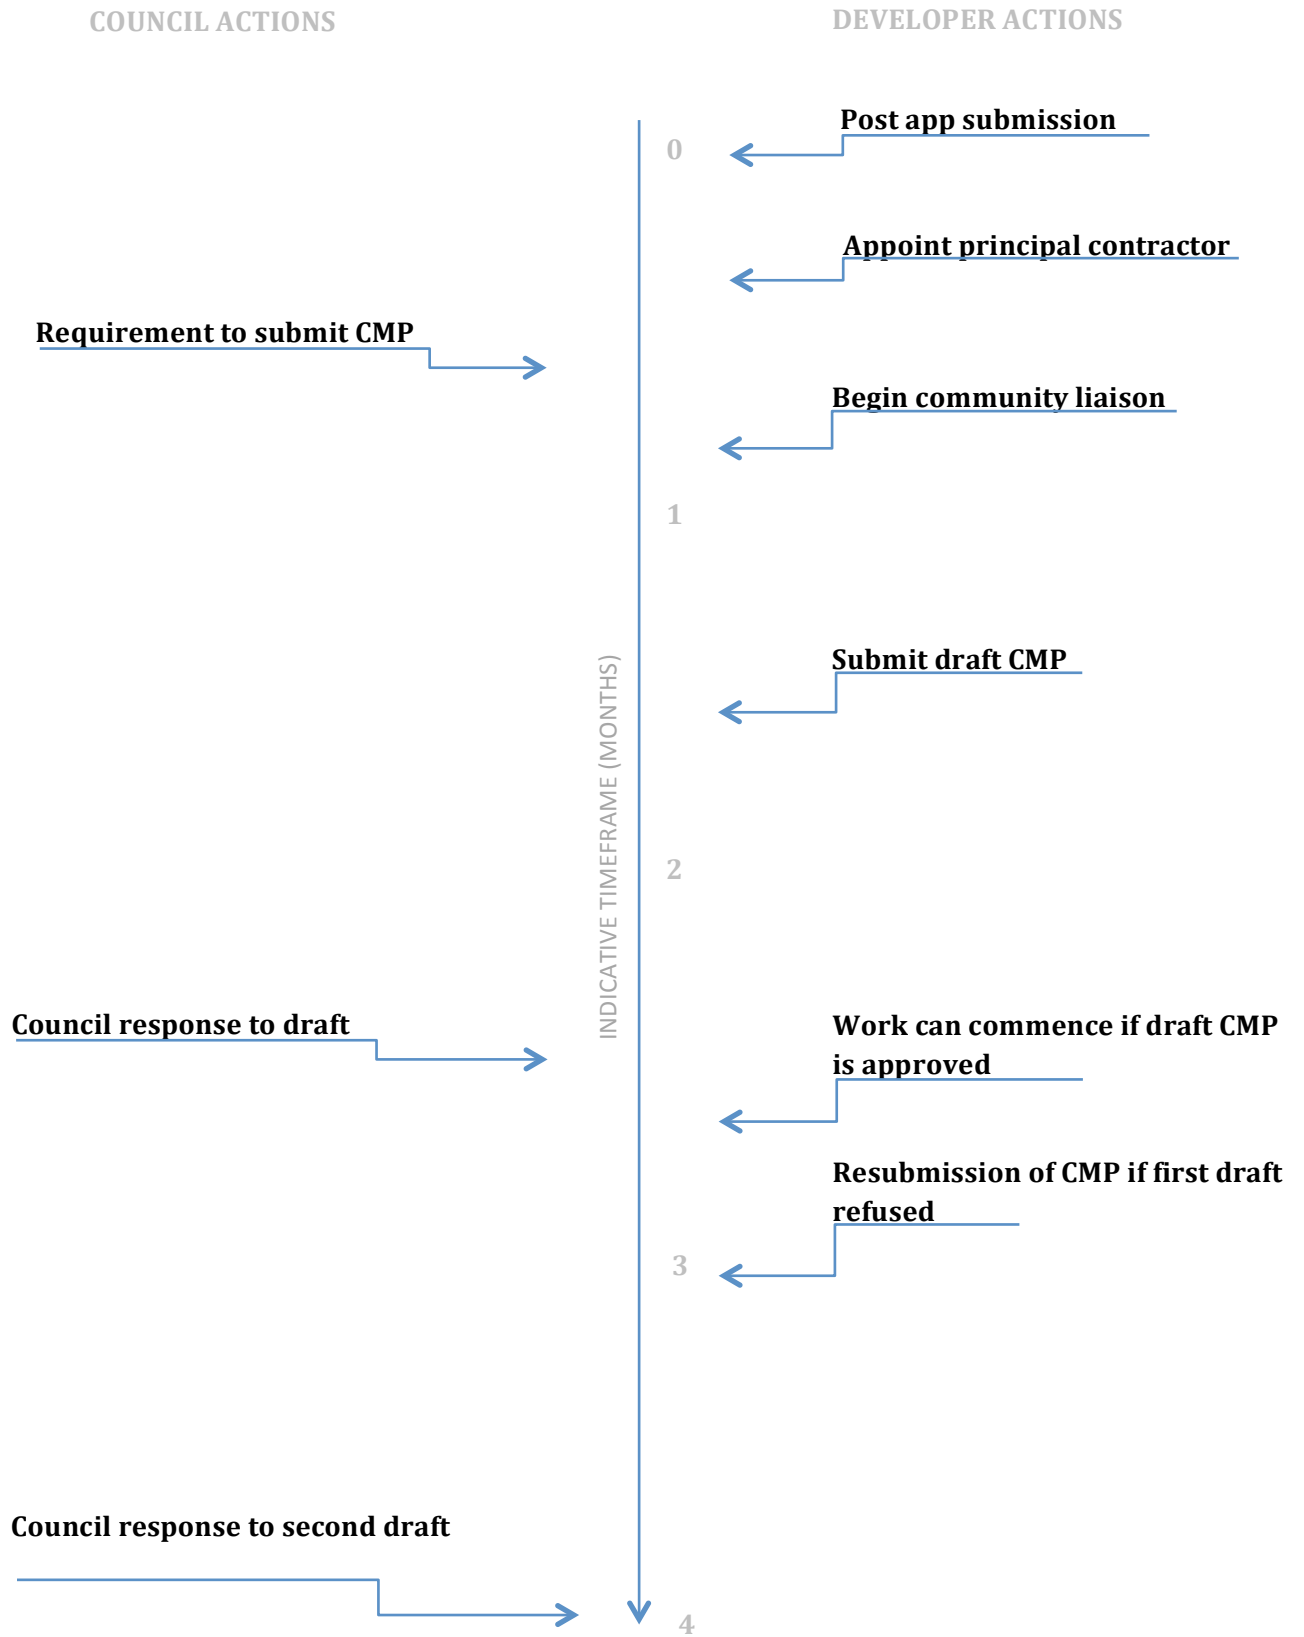 COUNCIL ACTIONS
DEVELOPER ACTIONS
Post app submission
0
Appoint principal contractor
Requirement to submit CMP
Begin community liaison
1
Submit draft CMP
INDICATIVE TIMEFRAME (MONTHS)
2
Council response to draft
Work can commence if draft CMP
is approved
Resubmission of CMP if first draft
refused
3
Council response to second draft
4